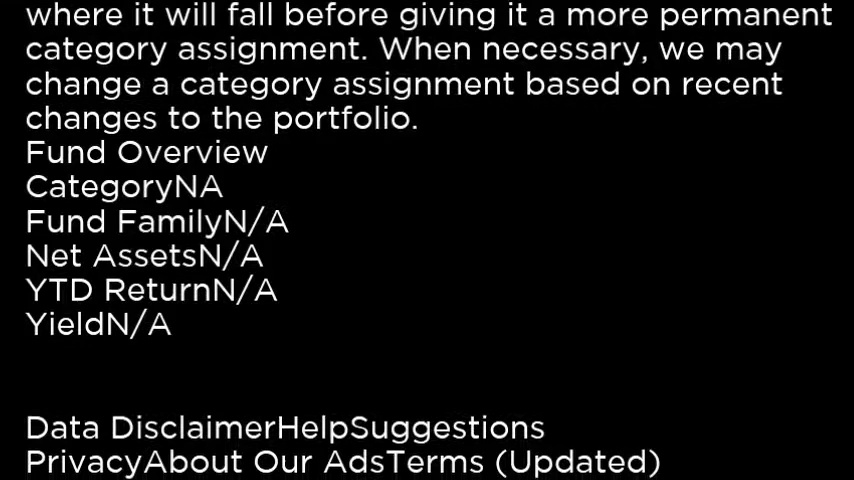 where it will fall before giving it a more permanent
category assignment. When necessary, we may
change a category assignment based on recent
changes to the portfolio.
Fund Overview
CategoryNA
Fund FamilyN/A
Net AssetsN/A
YTD ReturnN/A
YieldN/A
Data DisclaimerHelpSuggestions
PrivacyAbout Our AdsTerms (Updated)